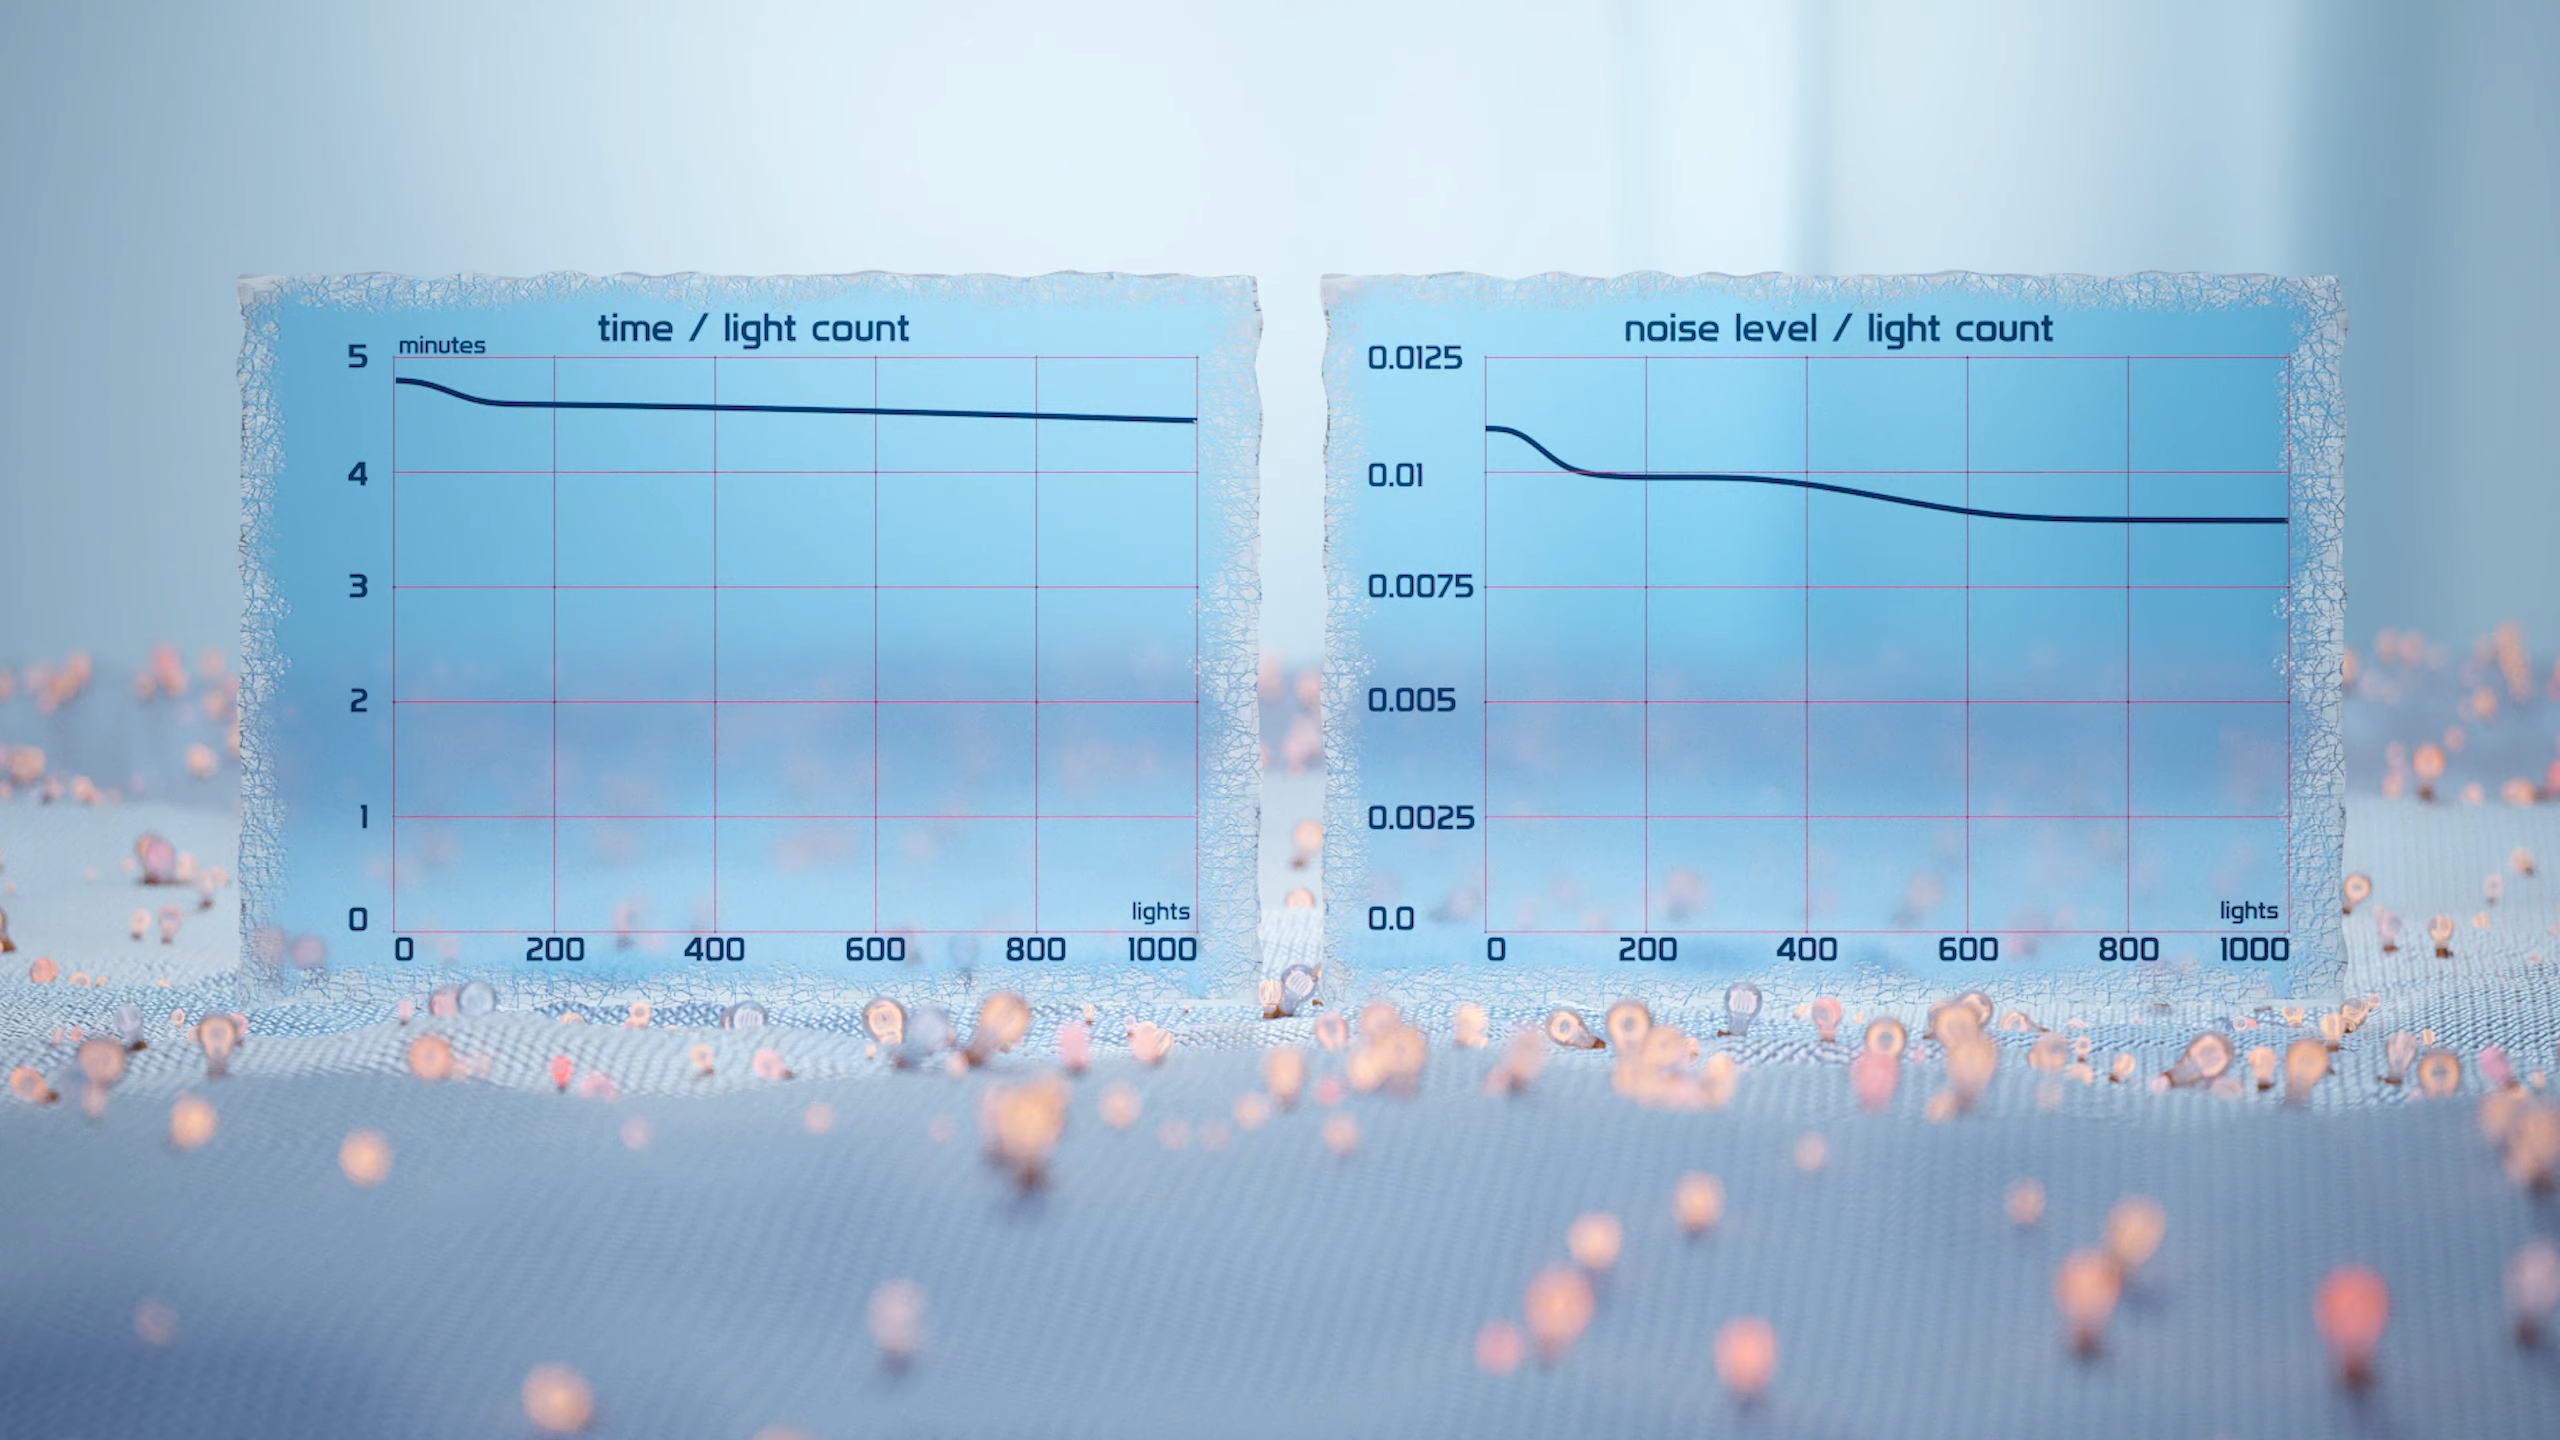 time / light count
minutes
5
4
3
2
1
0
lights
0 200 400 600 800 1000
noise level / light count
0.0125
0.01
0.0075
0.005
0.0025
0.0
lights
0 200 400 600 800 1000